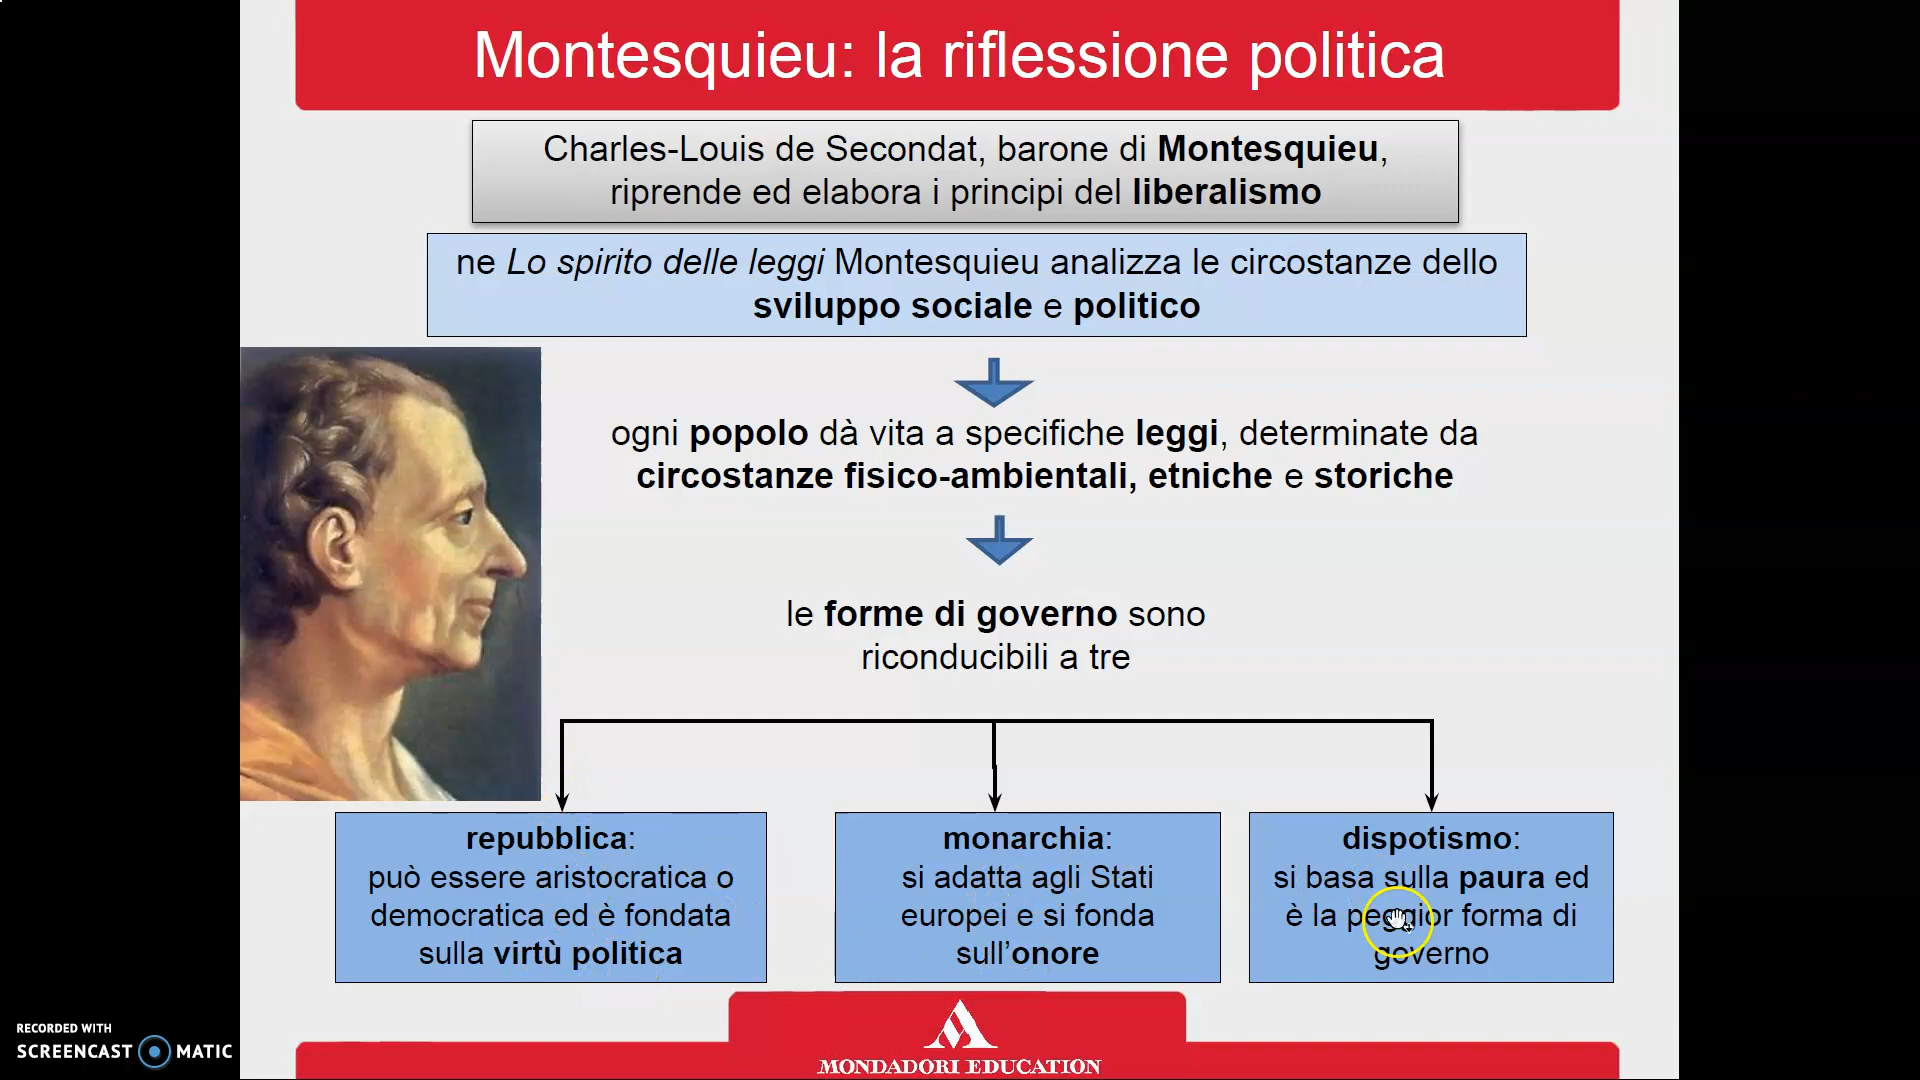 Montesquieu: la riflessione politica
Charles-Louis de Secondat, barone di Montesquieu,
riprende ed elabora i principi del liberalismo
ne Lo spirito delle leggi Montesquieu analizza le circostanze dello
sviluppo sociale e politico
ogni popolo dà vita a specifiche leggi, determinate da
circostanze fisico-ambientali, etniche e storiche
le forme di governo sono
riconducibili a tre
repubblica:
può essere aristocratica o
democratica ed è fondata
sulla virtù politica
monarchia:
si adatta agli Stati
europei e si fonda
sull'onore
dispotismo:
si basa sulla paura ed
è la peggior forma di
governo
RECORDED WITH
SCREENCAST MATIC
MONDADORI EDUCATION